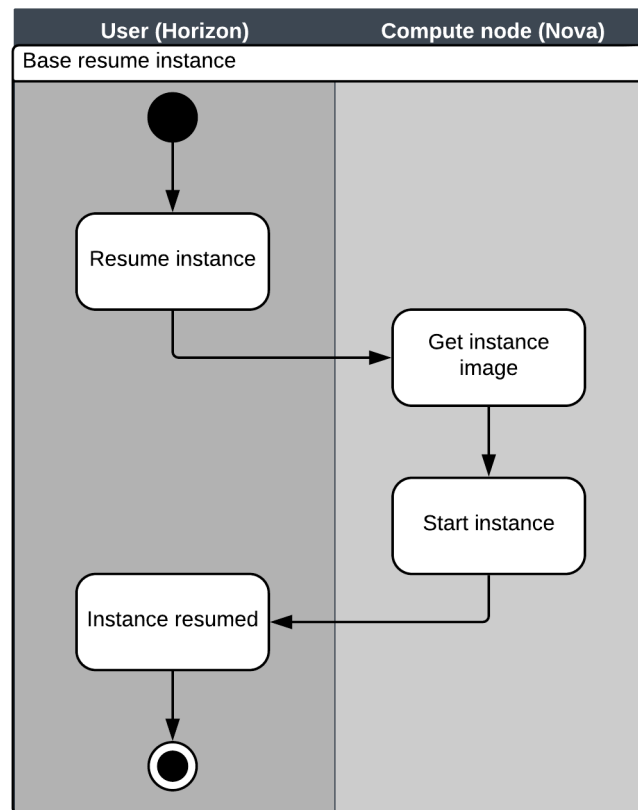 User (Horizon)
Compute node (Nova)
Base resume instance
Resume instance
Get instance
image
Start instance
Instance resumed